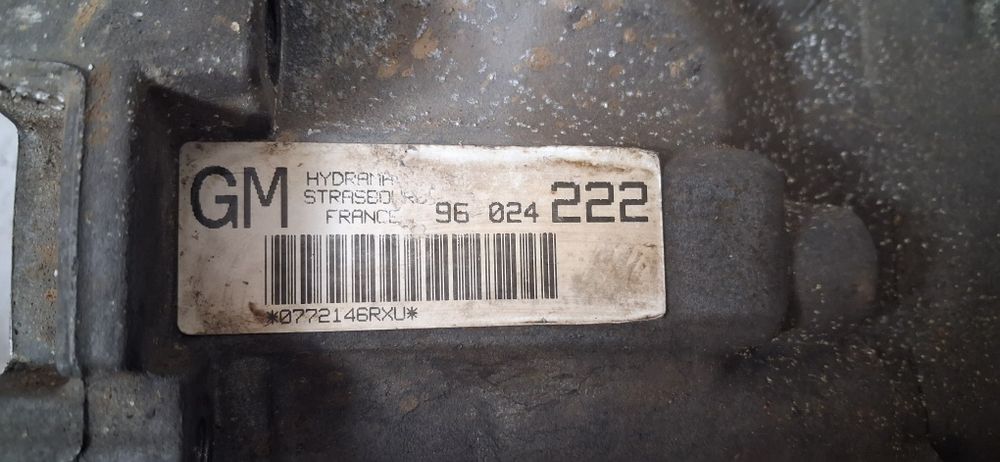 GM
HYDRAMA
STRASBOURG
FRANCE 96 024 222
*0772146RXU*